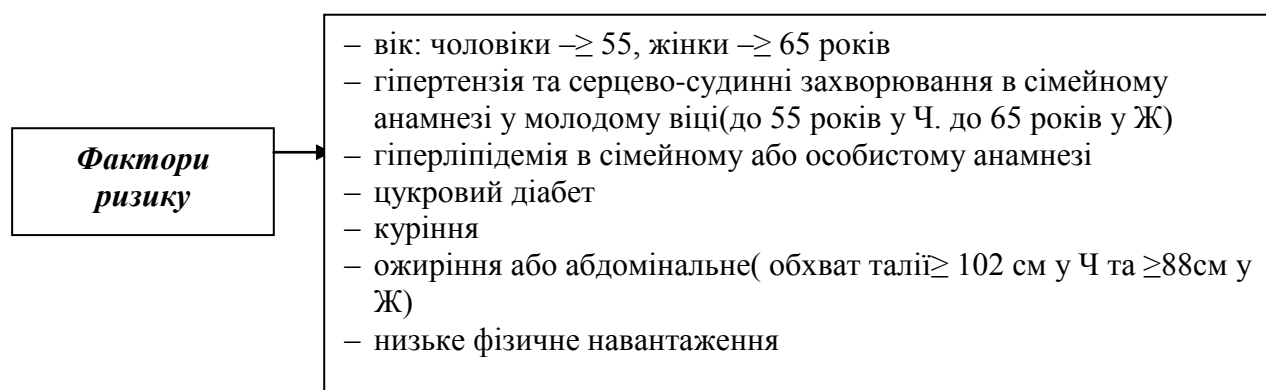 Фактори
ризику
– вік: чоловіки –≥ 55, жінки –≥ 65 років
– гіпертензія та серцево-судинні захворювання в сімейному
анамнезі у молодому віці(до 55 років у Ч. до 65 років у Ж)
– гіперліпідемія в сімейному або особистому анамнезі
– цукровий діабет
– куріння
– ожиріння або абдомінальне( обхват талії≥ 102 см у Ч та ≥88см у
Ж)
– низьке фізичне навантаження